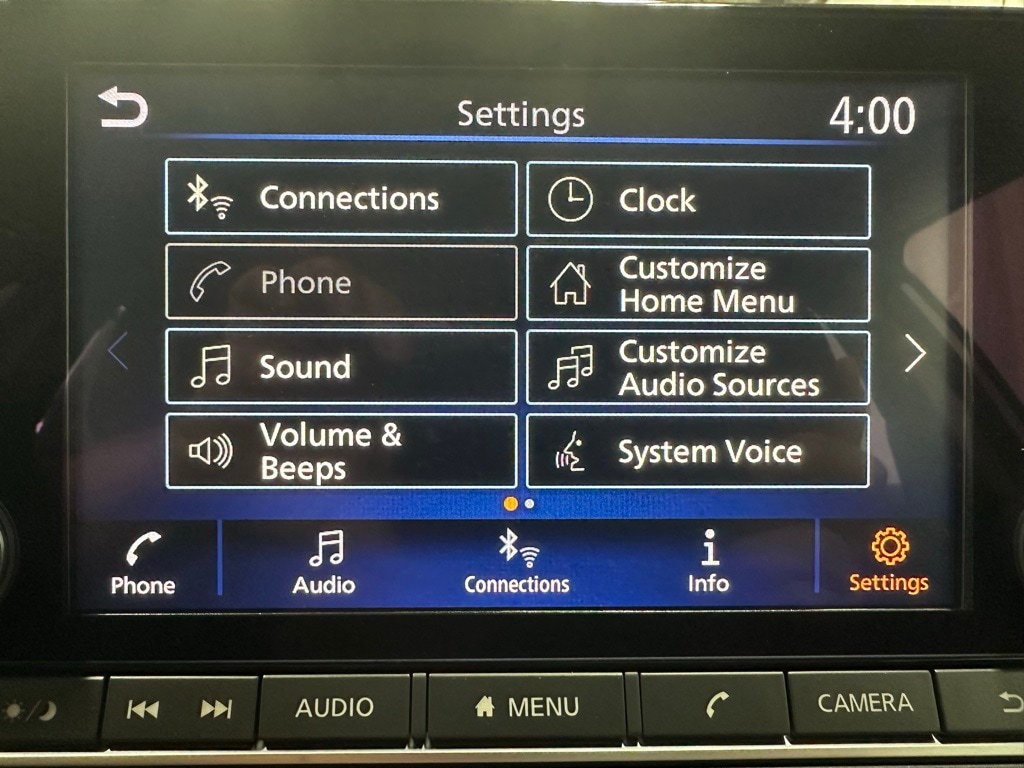 Settings
4:00
Connections
Clock
Phone
Customize
Home Menu
Sound
Customize
Audio Sources
Volume &
Beeps
System Voice
Phone
Audio
Connections
Info
Settings
AUDIO
MENU
CAMERA